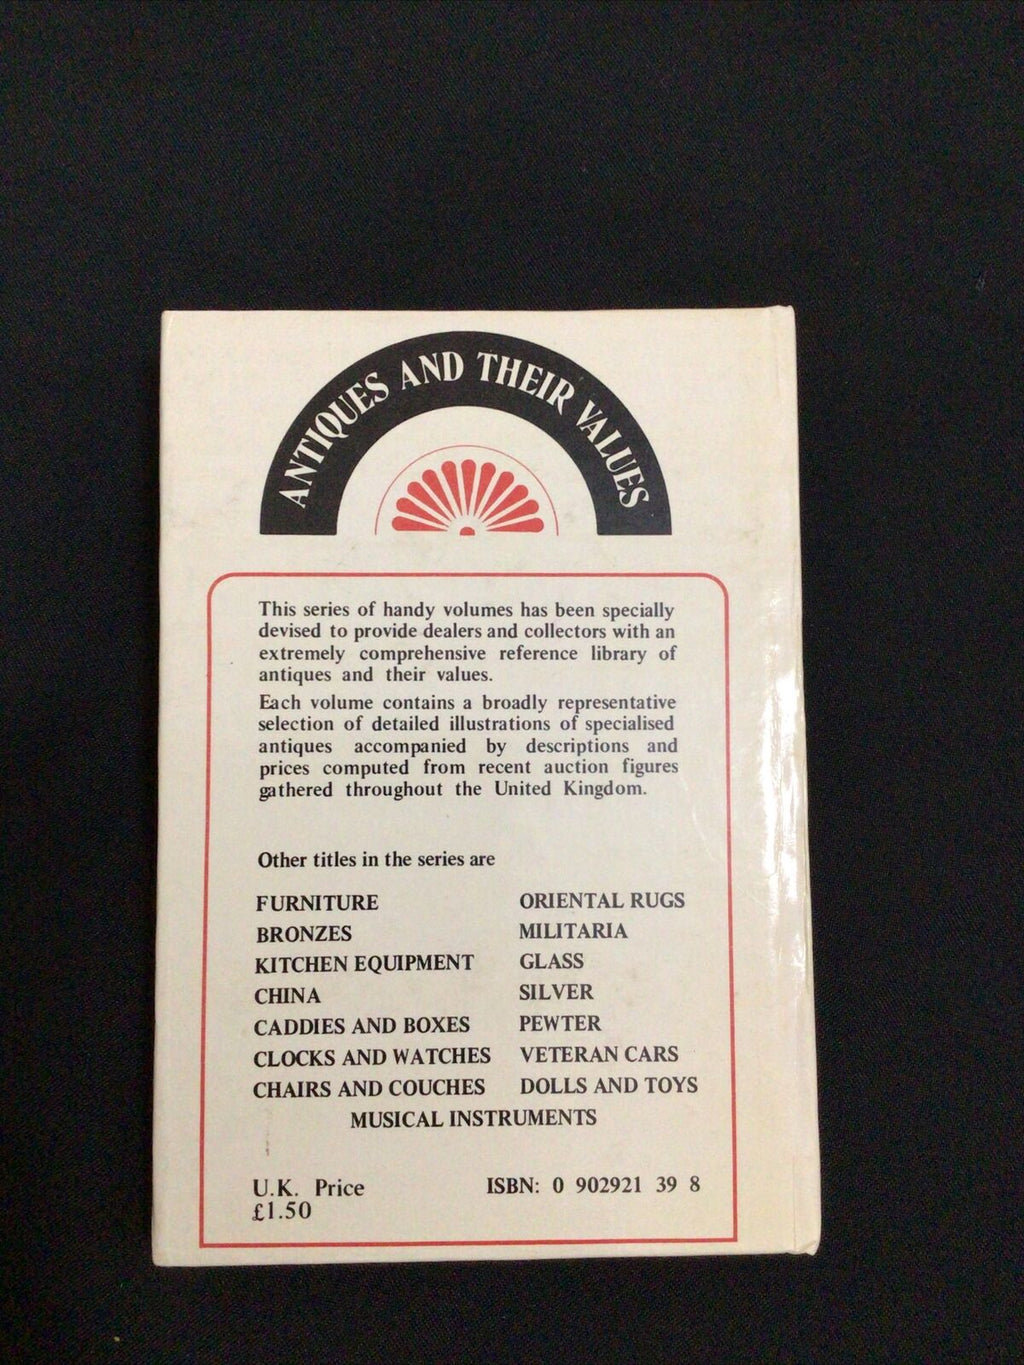 ANTIQUES AND THEIR VALUES
This series of handy volumes has been specially
devised to provide dealers and collectors with an
extremely comprehensive reference library of
antiques and their values.
Each volume contains a broadly representative
selection of detailed illustrations of specialised
antiques accompanied by descriptions and
prices computed from recent auction figures
gathered throughout the United Kingdom.
Other titles in the series are
FURNITURE
BRONZES
KITCHEN EQUIPMENT
CHINA
CADDIES AND BOXES
CLOCKS AND WATCHES
CHAIRS AND COUCHES
ORIENTAL RUGS
MILITARIA
GLASS
SILVER
PEWTER
VETERAN CARS
DOLLS AND TOYS
MUSICAL INSTRUMENTS
U.K. Price
£1.50
ISBN: 0 902921 39 8